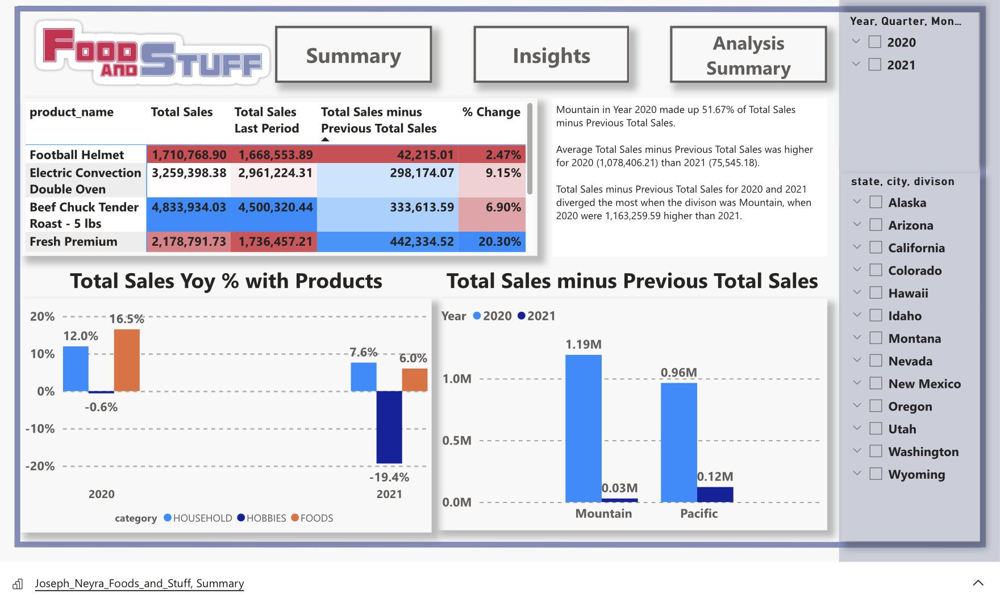 FOOD AND STUFF
Summary
Insights
Analysis
Summary
product_name
Total Sales
Total Sales
Last Period
Total Sales minus
Previous Total Sales
% Change
Football Helmet 1,710,768.90 1,668,553.89 42,215.01 2.47%
Electric Convection 3,259,398.38 2,961,224.31 298,174.07 9.15%
Double Oven
Beef Chuck Tender 4,833,934.03 4,500,320.44 333,613.59 6.90%
Roast - 5 lbs
Fresh Premium 2,178,791.73 1,736,457.21 442,334.52 20.30%
Mountain in Year 2020 made up 51.67% of Total Sales
minus Previous Total Sales.
Average Total Sales minus Previous Total Sales was higher
for 2020 (1,078,406.21) than 2021 (75,545.18).
Total Sales minus Previous Total Sales for 2020 and 2021
diverged the most when the divison was Mountain, when
2020 were 1,163,259.59 higher than 2021.
Total Sales Yoy % with Products
20%
10%
0%
-10%
-20%
12.0%
-0.6%
16.5%
7.6%
-19.4%
6.0%
2020
2021
category HOUSEHOLD HOBBIES FOODS
Total Sales minus Previous Total Sales
Year 2020 2021
1.0M
0.5M
0.0M
1.19M
0.03M
0.96M
0.12M
Mountain
Pacific
Year, Quarter, Mon...
2020
2021
state, city, divison
Alaska
Arizona
California
Colorado
Hawaii
Idaho
Montana
Nevada
New Mexico
Oregon
Utah
Washington
Wyoming
Joseph_Neyra_Foods_and_Stuff, Summary